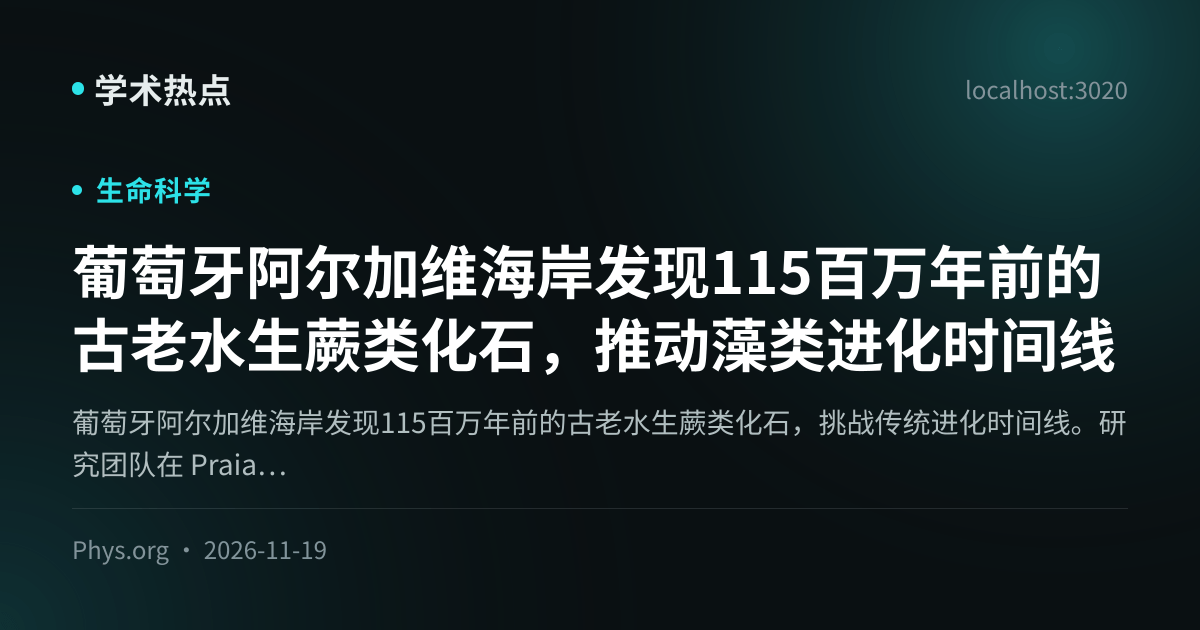 学术热点
localhost:3020
生命科学
葡萄牙阿尔加维海岸发现115百万年前的
古老水生蕨类化石，推动藻类进化时间线
葡萄牙阿尔加维海岸发现115百万年前的古老水生蕨类化石，挑战传统进化时间线。研
究团队在 Praia…
Phys.org · 2026-11-19